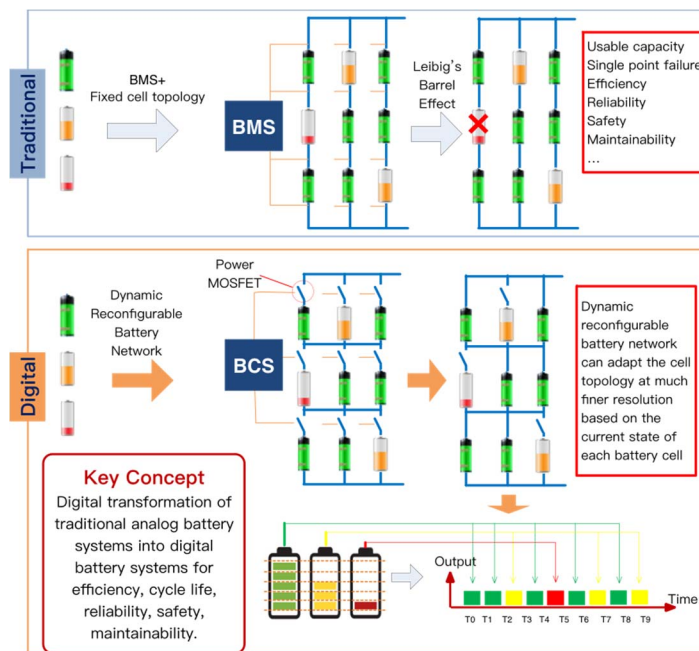 Traditional
BMS+
Fixed cell topology
BMS
Leibig's
Barrel
Effect
Usable capacity
Single point failure
Efficiency
Reliability
Safety
Maintainability
...
Digital
Dynamic
Reconfigurable
Battery
Network
Power
MOSFET
BCS
Dynamic
reconfigurable
battery network
can adapt the cell
topology at much
finer resolution
based on the
current state of
each battery cell
Key Concept
Digital transformation of
traditional analog battery
systems into digital
battery systems for
efficiency, cycle life,
reliability, safety,
maintainability.
Output
Time
T0 T1 T2 T3 T4 T5 T6 T7 T8 T9